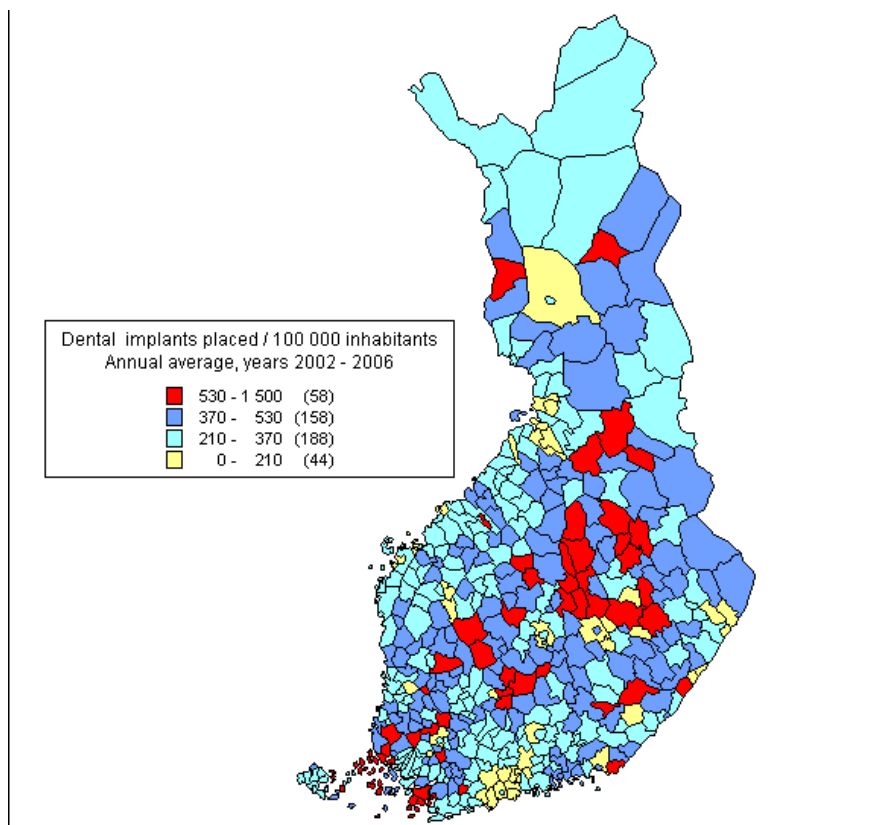 Dental implants placed / 100 000 inhabitants
Annual average, years 2002 - 2006
530 - 1 500 (58)
370 - 530 (158)
210 - 370 (188)
0 - 210 (44)